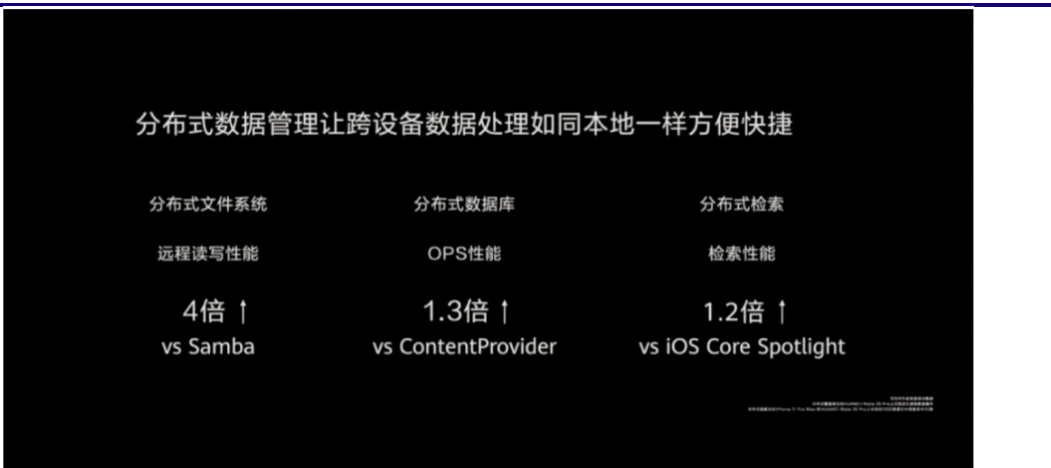 分布式数据管理让跨设备数据处理如同本地一样方便快捷
分布式文件系统
远程读写性能
4倍 ↑
vs Samba
分布式数据库
OPS性能
1.3倍 ↑
vs ContentProvider
分布式检索
检索性能
1.2倍 ↑
vs iOS Core Spotlight